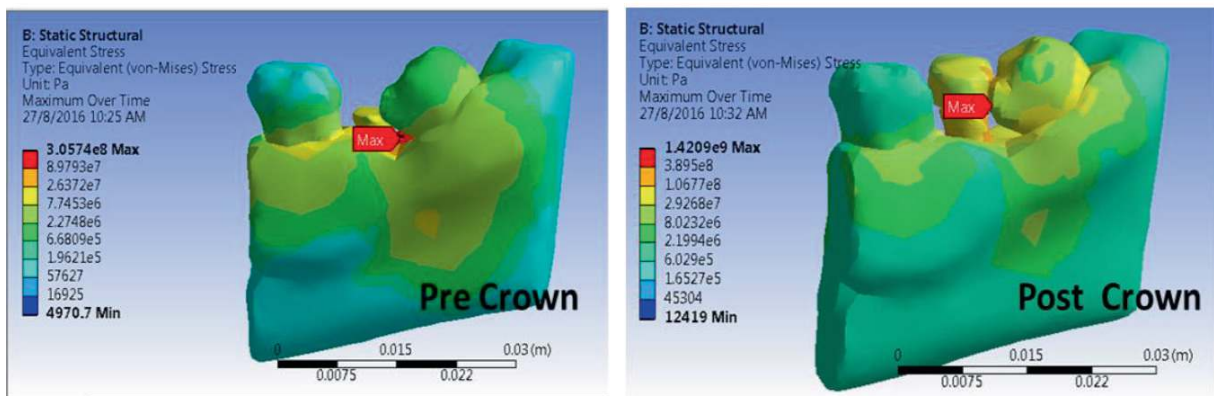 B: Static Structural
Equivalent Stress
Type: Equivalent (von-Mises) Stress
Unit: Pa
Maximum Over Time
27/8/2016 10:25 AM
3.0574e8 Max
8.9793e7
2.6372e7
7.7453e6
2.2748e6
6.6809e5
1.9621e5
57627
16925
4970.7 Min
Max
Pre Crown
0
0.015
0.03 (m)
0.0075
0.022
B: Static Structural
Equivalent Stress
Type: Equivalent (von-Mises) Stress
Unit: Pa
Maximum Over Time
27/8/2016 10:32 AM
1.4209e9 Max
3.895e8
1.0677e8
2.9268e7
8.0232e6
2.1994e6
6.029e5
1.6527e5
45304
12419 Min
Max
Post Crown
0
0.015
0.03 (m)
0.0075
0.022